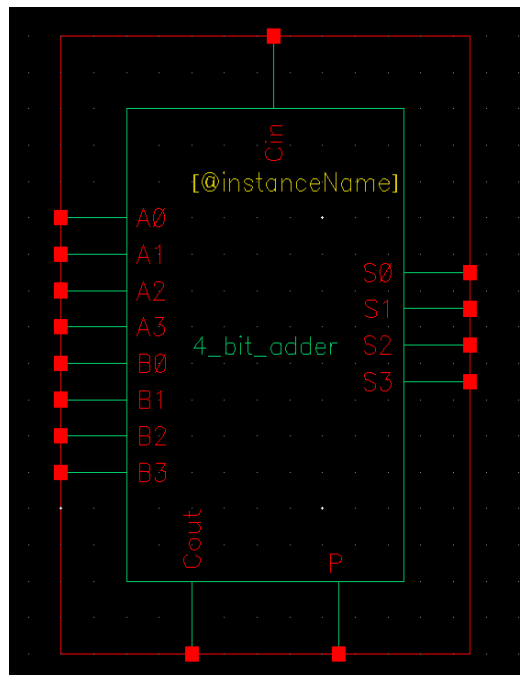 Cin
[@instanceName]
A0
A1
A2
A3
B0
B1
B2
B3
4_bit_adder
S0
S1
S2
S3
Cout
P